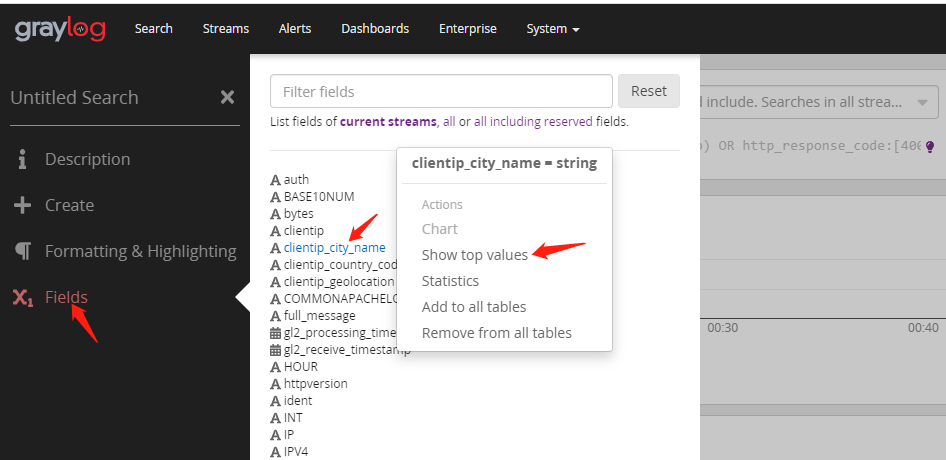 graylog Search Streams Alerts Dashboards Enterprise System
Untitled Search
Description
Create
Formatting & Highlighting
X1 Fields
Filter fields
Reset
List fields of current streams, all or all including reserved fields.
A auth
A BASE10NUM
A bytes
A clientip
A clientip_city_name
A clientip_country_cod
A clientip_geolocation
A COMMONAPACHELO
A full_message
gl2_processing_time
gl2_receive_timestamp
A HOUR
A httpversion
A ident
A INT
A IP
A IPV4
clientip_city_name = string
Actions
Chart
Show top values
Statistics
Add to all tables
Remove from all tables
l include. Searches in all strea...
) OR http_response_code:[400
00:30
00:40